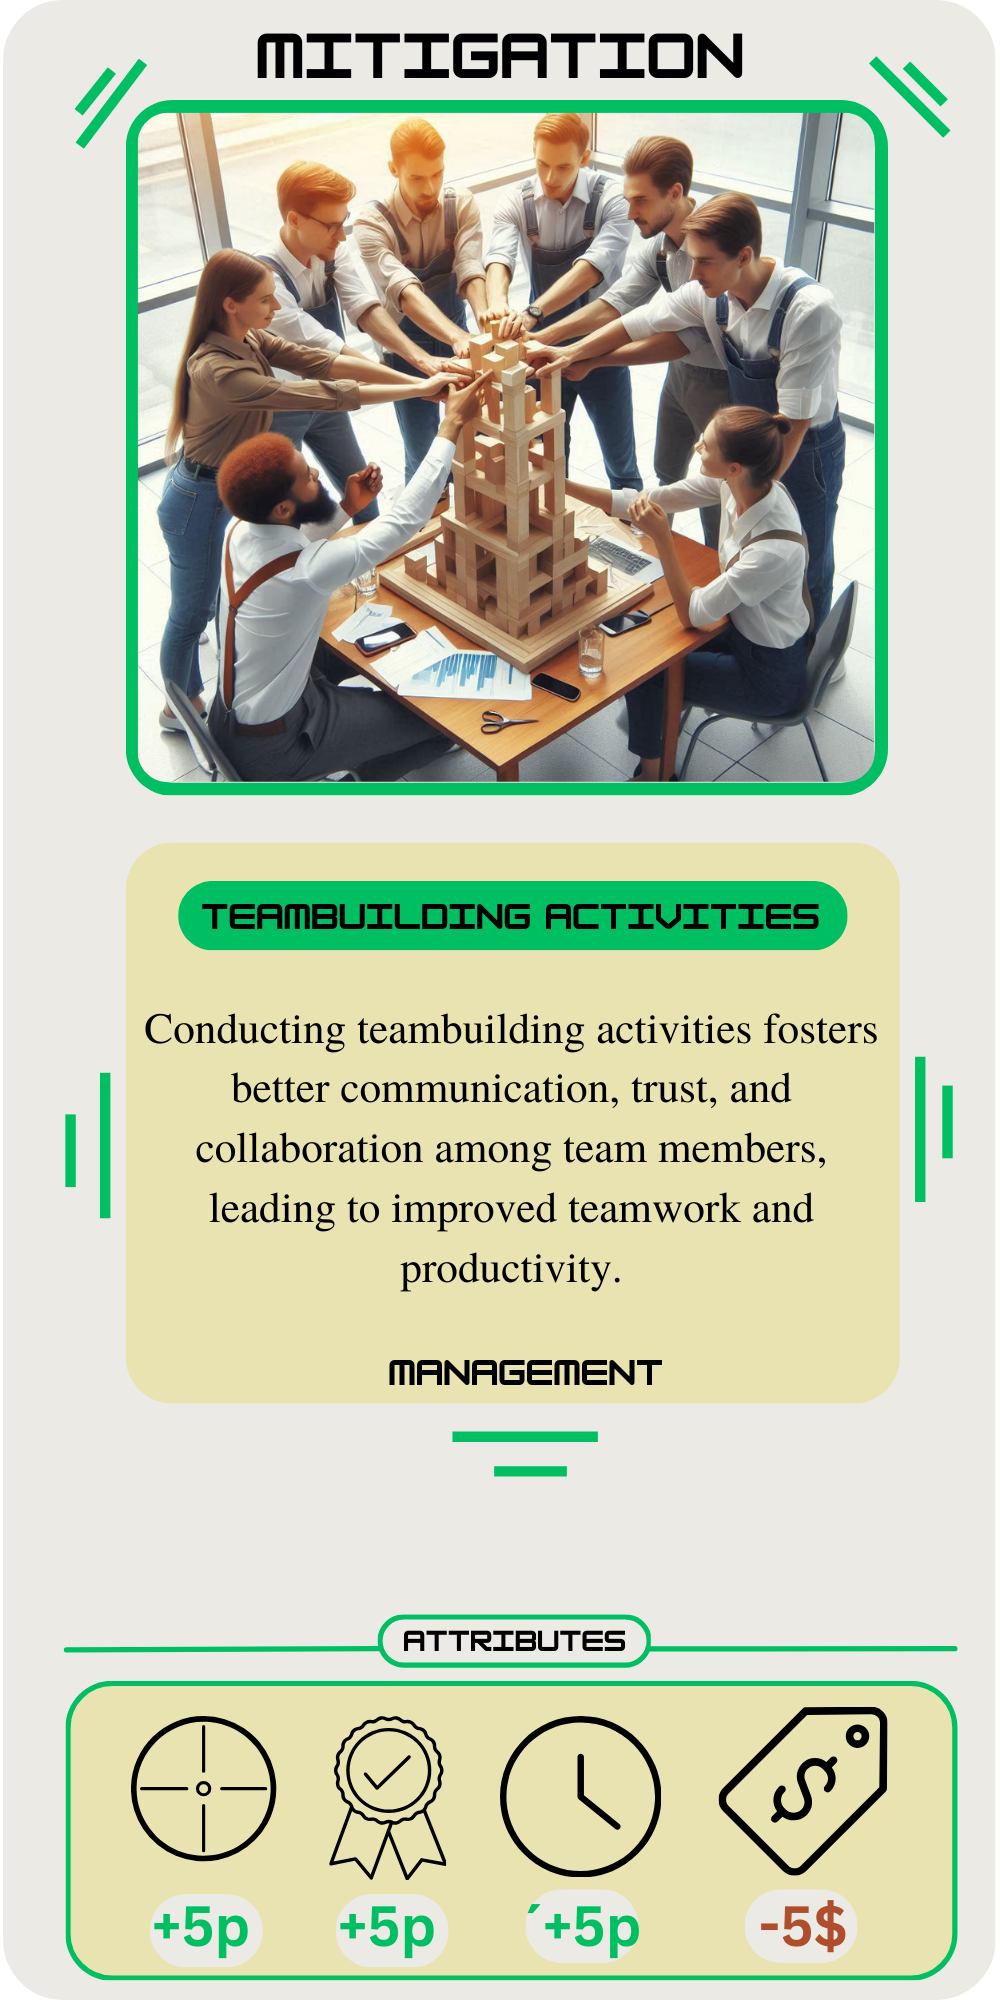 MITIGATION
TEAMBUILDING ACTIVITIES
Conducting teambuilding activities fosters
better communication, trust, and
collaboration among team members,
leading to improved teamwork and
productivity.
MANAGEMENT
ATTRIBUTES
$
+5p +5p ´+5p -5$